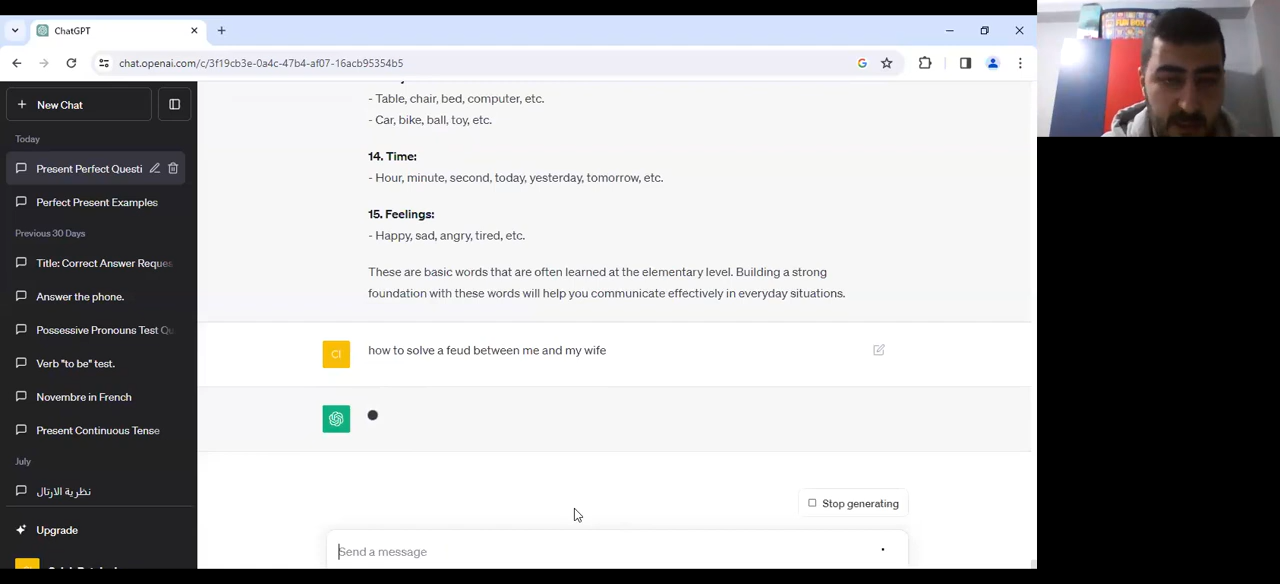 ChatGPT
chat.openai.com/c/3f19cb3e-0a4c-47b4-af07-16acb95354b5
New Chat
Today
Present Perfect Questi
Perfect Present Examples
Previous 30 Days
Title: Correct Answer Reques
Answer the phone.
Possessive Pronouns Test Qu
Verb "to be" test.
Novembre in French
Present Continuous Tense
July
نظرية الارتال
Upgrade
- Table, chair, bed, computer, etc.
- Car, bike, ball, toy, etc.
14. Time:
- Hour, minute, second, today, yesterday, tomorrow, etc.
15. Feelings:
- Happy, sad, angry, tired, etc.
These are basic words that are often learned at the elementary level. Building a strong
foundation with these words will help you communicate effectively in everyday situations.
CI
how to solve a feud between me and my wife
Stop generating
Send a message
FUN BOX